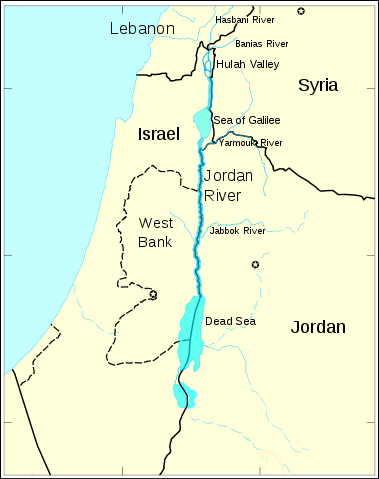 Hasbani River
Lebanon
Banias River
Hulah Valley
Syria
Sea of Galilee
Israel
Yarmouk River
Jordan
River
West
Bank
Jabbok River
Dead Sea
Jordan